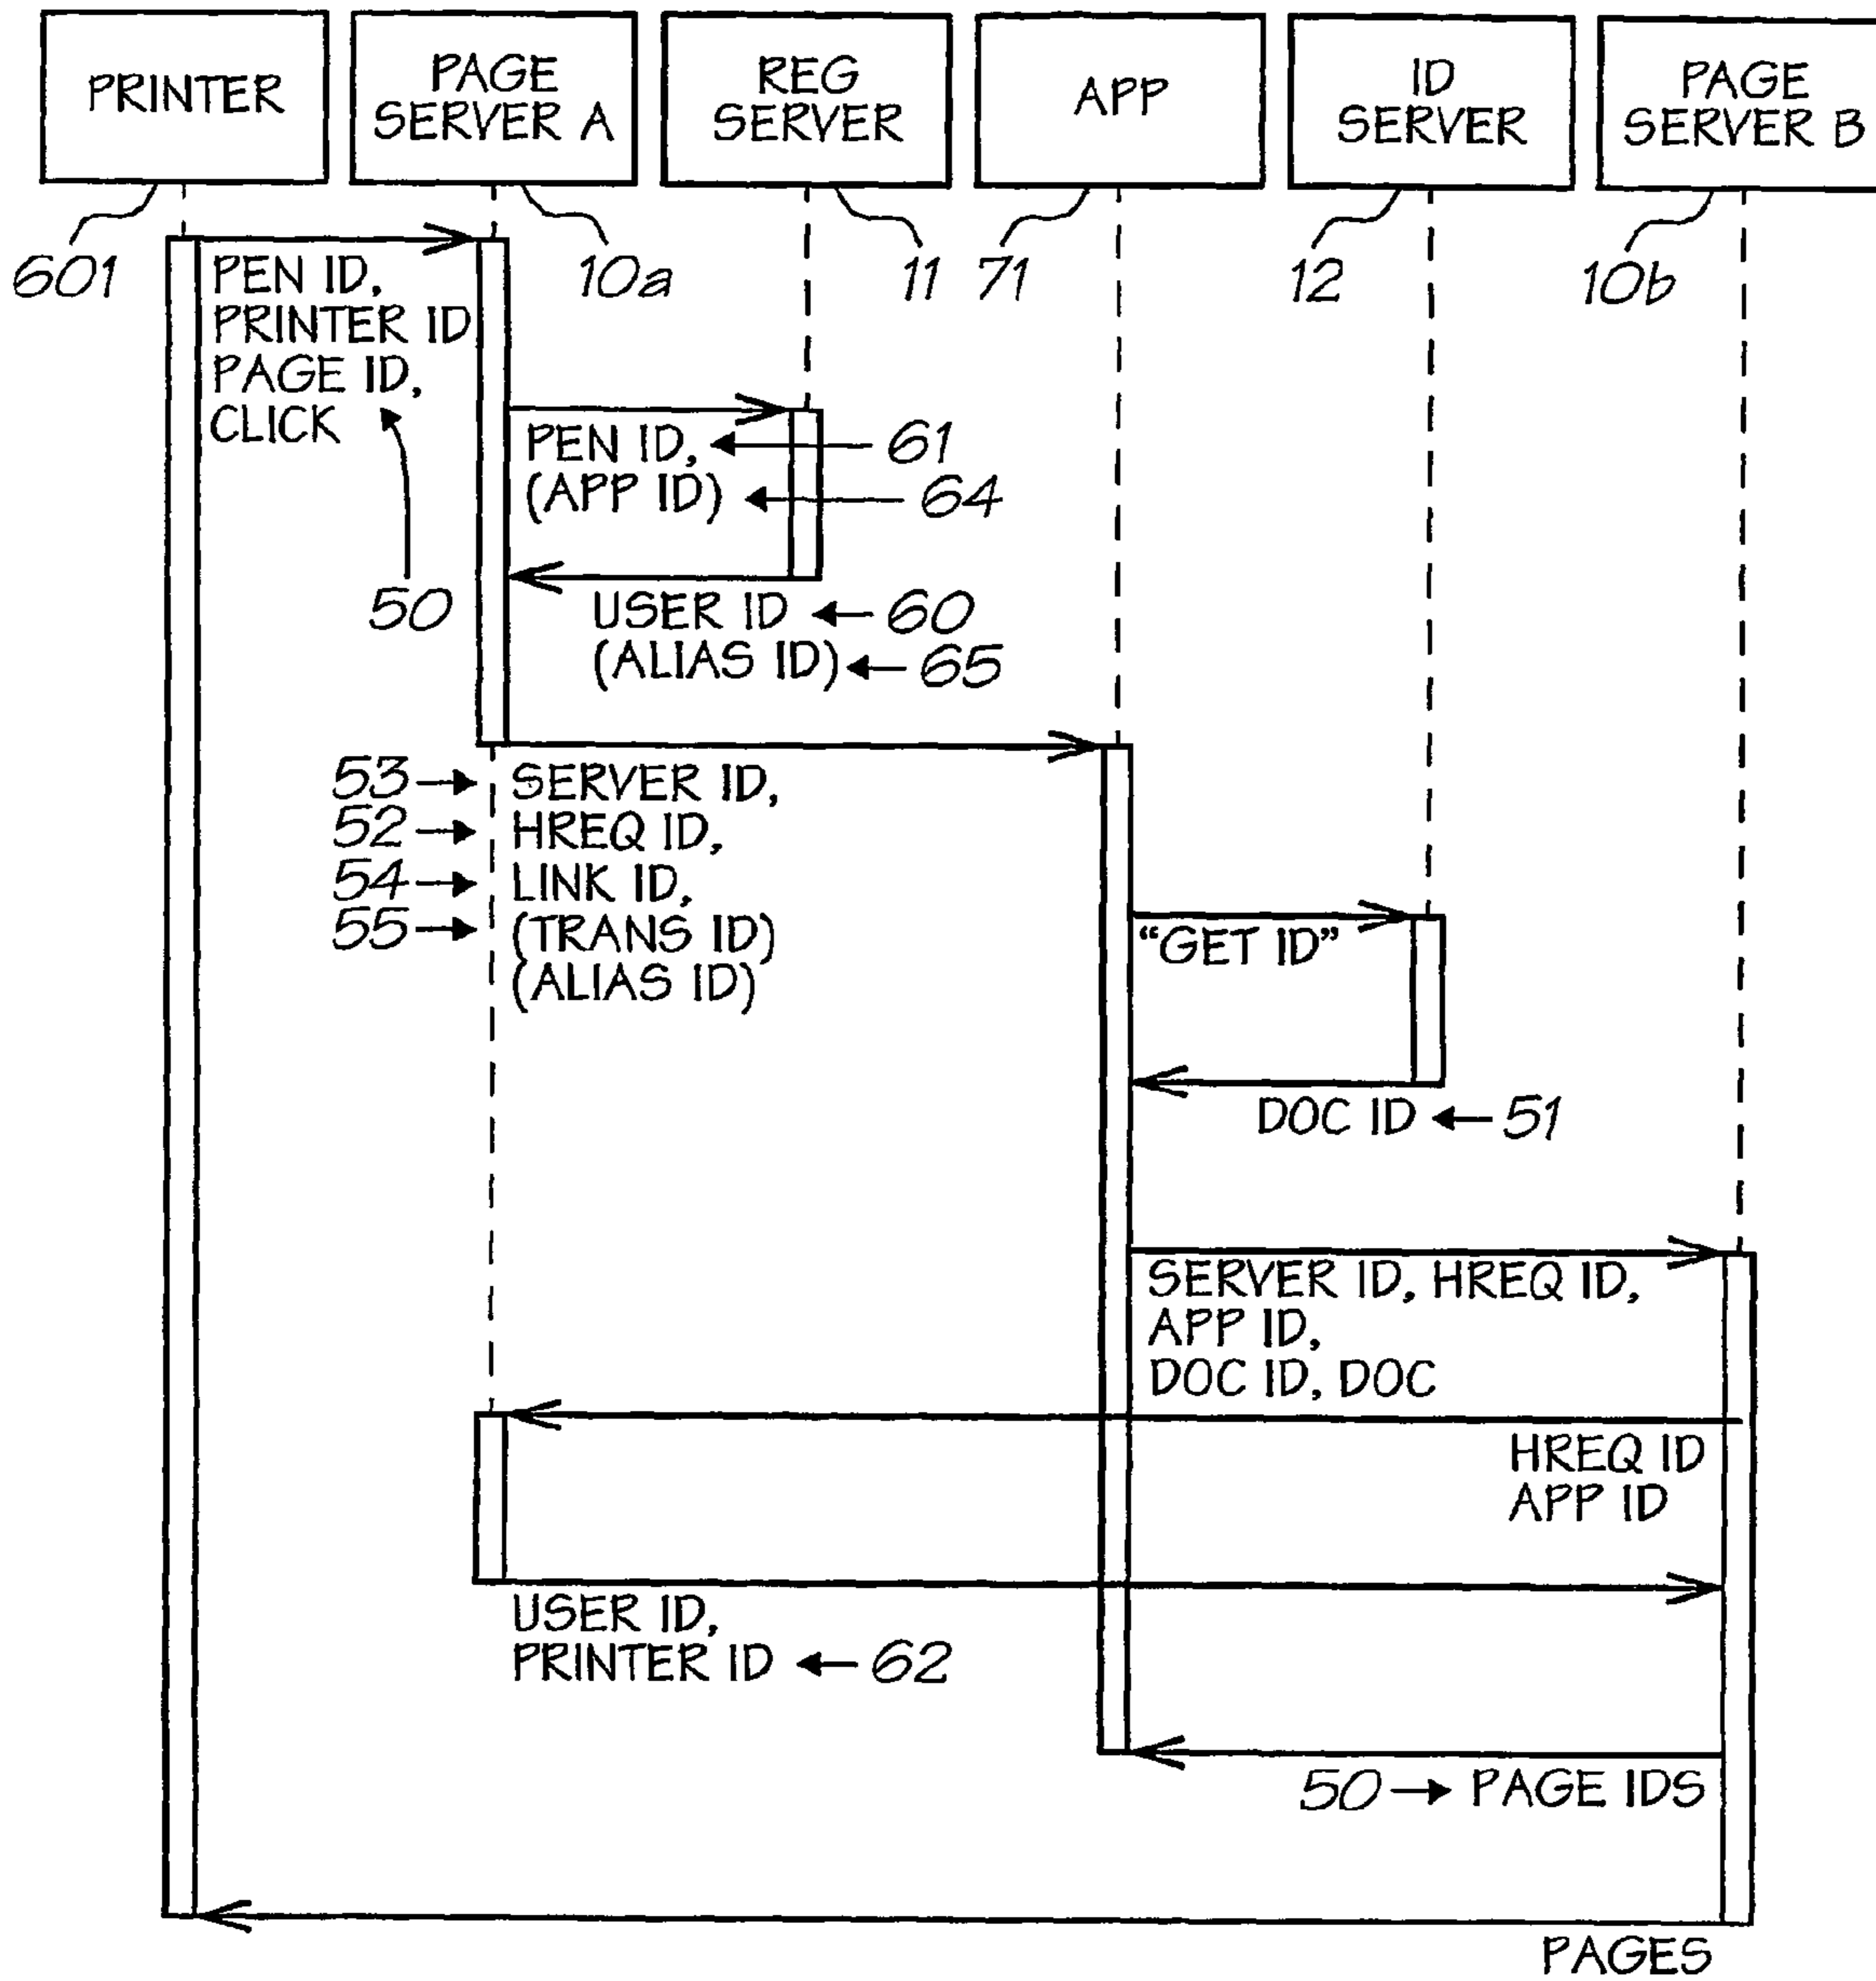 PRINTER
PAGE
SERVER A
REG
SERVER
APP
ID
SERVER
PAGE
SERVER B
601
10a
11
71
12
10b
PEN ID,
PRINTER ID
PAGE ID,
CLICK
50
PEN ID,
61
(APP ID)
64
USER ID
60
(ALIAS ID)
65
53
SERVER ID,
52
HREQ ID,
54
LINK ID,
55
(TRANS ID)
(ALIAS ID)
"GET ID"
DOC ID
51
SERVER ID, HREQ ID,
APP ID,
DOC ID, DOC
HREQ ID
APP ID
USER ID,
PRINTER ID
62
50
PAGE IDS
PAGES